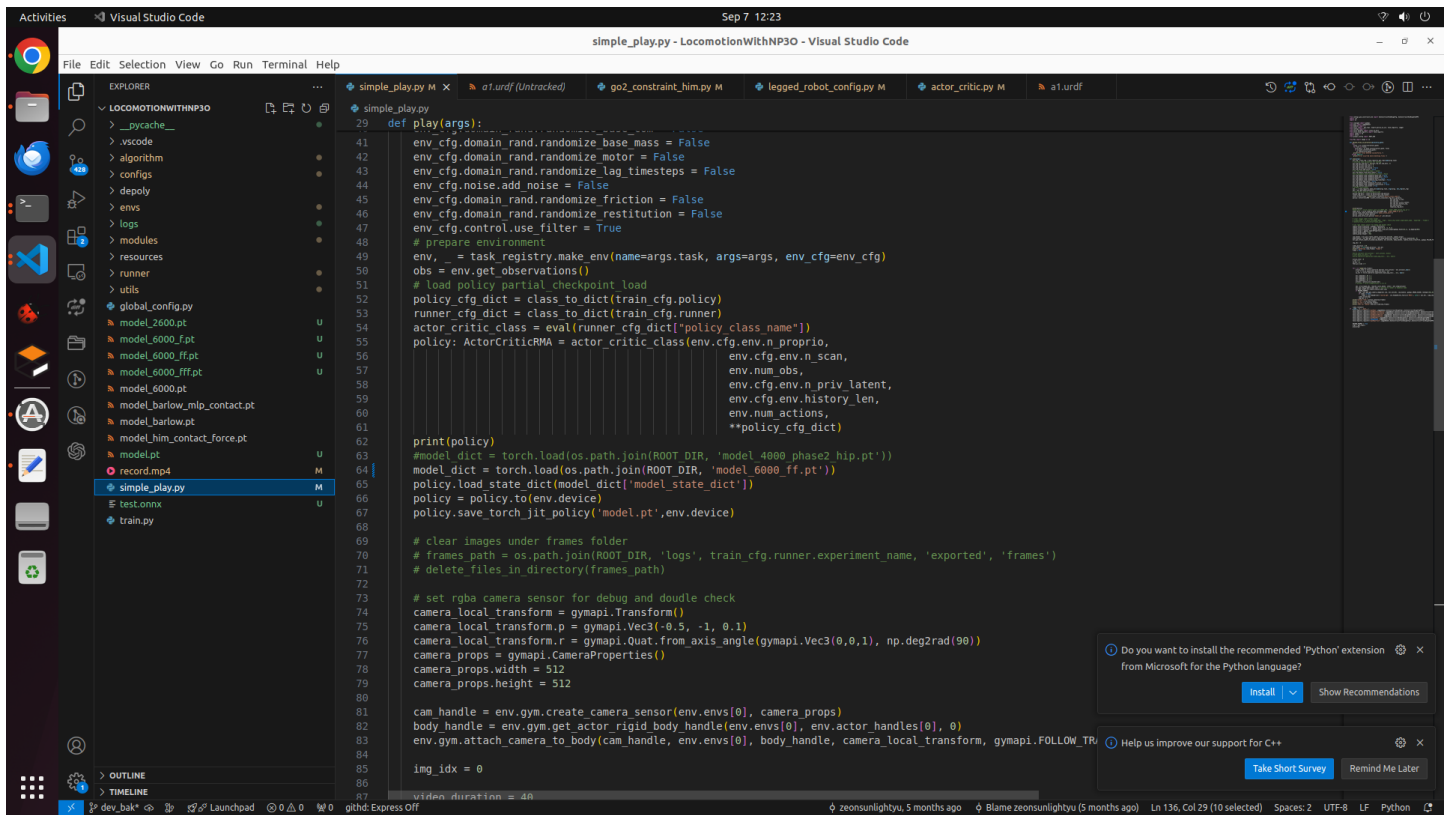 Activities
Visual Studio Code
Sep 7 12:23
simple_play.py - LocomotionWithNP3O - Visual Studio Code
File Edit Selection View Go Run Terminal Help
EXPLORER
simple_play.py M
a1.urdf (Untracked)
go2_constraint_him.py M
legged_robot_config.py M
actor_critic.py M
a1.urdf
LOCOMOTIONWITHNP3O
__pycache__
.vscode
algorithm
configs
depoly
envs
logs
modules
resources
runner
utils
global_config.py
model_2600.pt U
model_6000_f.pt U
model_6000_ff.pt U
model_6000_fff.pt U
model_6000.pt
model_barlow_mlp_contact.pt
model_barlow.pt
model_him_contact_force.pt
model.pt U
record.mp4 M
simple_play.py M
test.onnx U
train.py
OUTLINE
TIMELINE
428
2
1
simple_play.py
29 def play(args):
41 env_cfg.domain_rand.randomize_base_mass = False
42 env_cfg.domain_rand.randomize_motor = False
43 env_cfg.domain_rand.randomize_lag_timesteps = False
44 env_cfg.noise.add_noise = False
45 env_cfg.domain_rand.randomize_friction = False
46 env_cfg.domain_rand.randomize_restitution = False
47 env_cfg.control.use_filter = True
48 # prepare environment
49 env, _ = task_registry.make_env(name=args.task, args=args, env_cfg=env_cfg)
50 obs = env.get_observations()
51 # load policy partial_checkpoint_load
52 policy_cfg_dict = class_to_dict(train_cfg.policy)
53 runner_cfg_dict = class_to_dict(train_cfg.runner)
54 actor_critic_class = eval(runner_cfg_dict["policy_class_name"])
55 policy: ActorCriticRMA = actor_critic_class(env.cfg.env.n_proprio,
56 env.cfg.env.n_scan,
57 env.num_obs,
58 env.cfg.env.n_priv_latent,
59 env.cfg.env.history_len,
60 env.num_actions,
61 **policy_cfg_dict)
62 print(policy)
63 #model_dict = torch.load(os.path.join(ROOT_DIR, 'model_4000_phase2_hip.pt'))
64 model_dict = torch.load(os.path.join(ROOT_DIR, 'model_6000_ff.pt'))
65 policy.load_state_dict(model_dict['model_state_dict'])
66 policy = policy.to(env.device)
67 policy.save_torch_jit_policy('model.pt',env.device)
68
69 # clear images under frames folder
70 # frames_path = os.path.join(ROOT_DIR, 'logs', train_cfg.runner.experiment_name, 'exported', 'frames')
71 # delete_files_in_directory(frames_path)
72
73 # set rgba camera sensor for debug and doudle check
74 camera_local_transform = gymapi.Transform()
75 camera_local_transform.p = gymapi.Vec3(-0.5, -1, 0.1)
76 camera_local_transform.r = gymapi.Quat.from_axis_angle(gymapi.Vec3(0,0,1), np.deg2rad(90))
77 camera_props = gymapi.CameraProperties()
78 camera_props.width = 512
79 camera_props.height = 512
80
81 cam_handle = env.gym.create_camera_sensor(env.envs[0], camera_props)
82 body_handle = env.gym.get_actor_rigid_body_handle(env.envs[0], env.actor_handles[0], 0)
83 env.gym.attach_camera_to_body(cam_handle, env.envs[0], body_handle, camera_local_transform, gymapi.FOLLOW_TR
84
85 img_idx = 0
86
87 video_duration = 40
Do you want to install the recommended 'Python' extension
from Microsoft for the Python language?
Install
Show Recommendations
Help us improve our support for C++
Take Short Survey
Remind Me Later
dev_bak*
Launchpad
0 0
0
githd: Express Off
zeonsunlightyu, 5 months ago
Blame zeonsunlightyu (5 months ago)
Ln 136, Col 29 (10 selected)
Spaces: 2
UTF-8
LF
Python